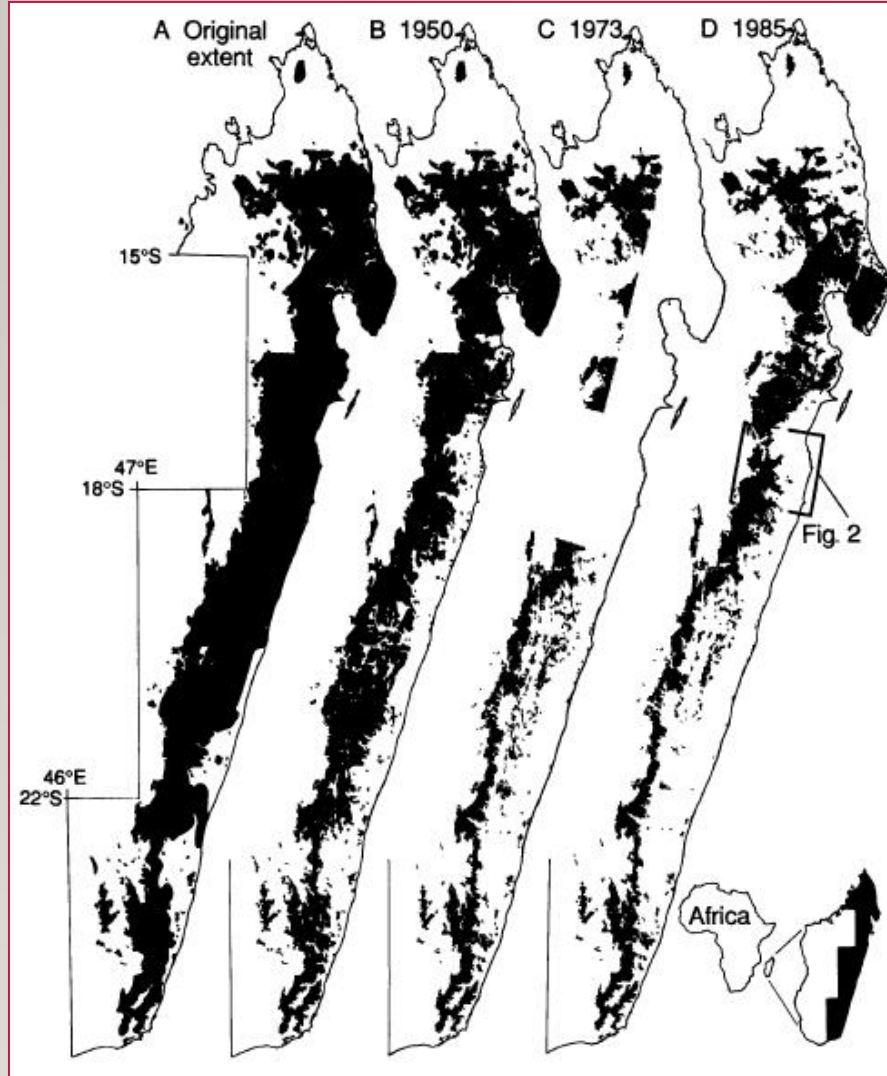 A Original
extent
B 1950
C 1973
D 1985
15°S
47°E
18°S
Fig. 2
46°E
22°S
Africa